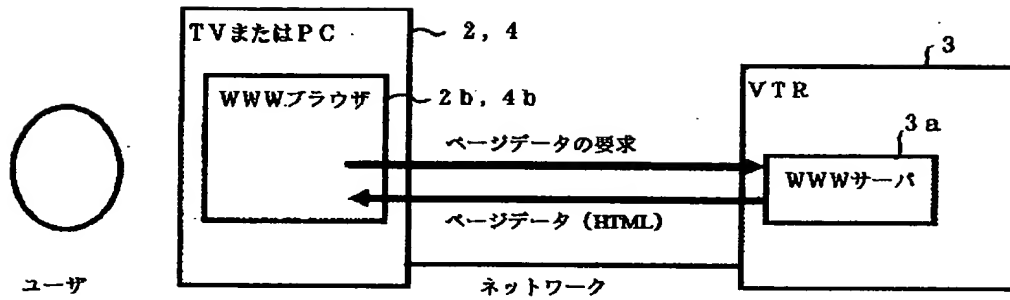 TVまたはPC
2, 4
3
WWWブラウザ
2b, 4b
VTR
3a
ページデータの要求
WWWサーバ
ページデータ (HTML)
ユーザ
ネットワーク